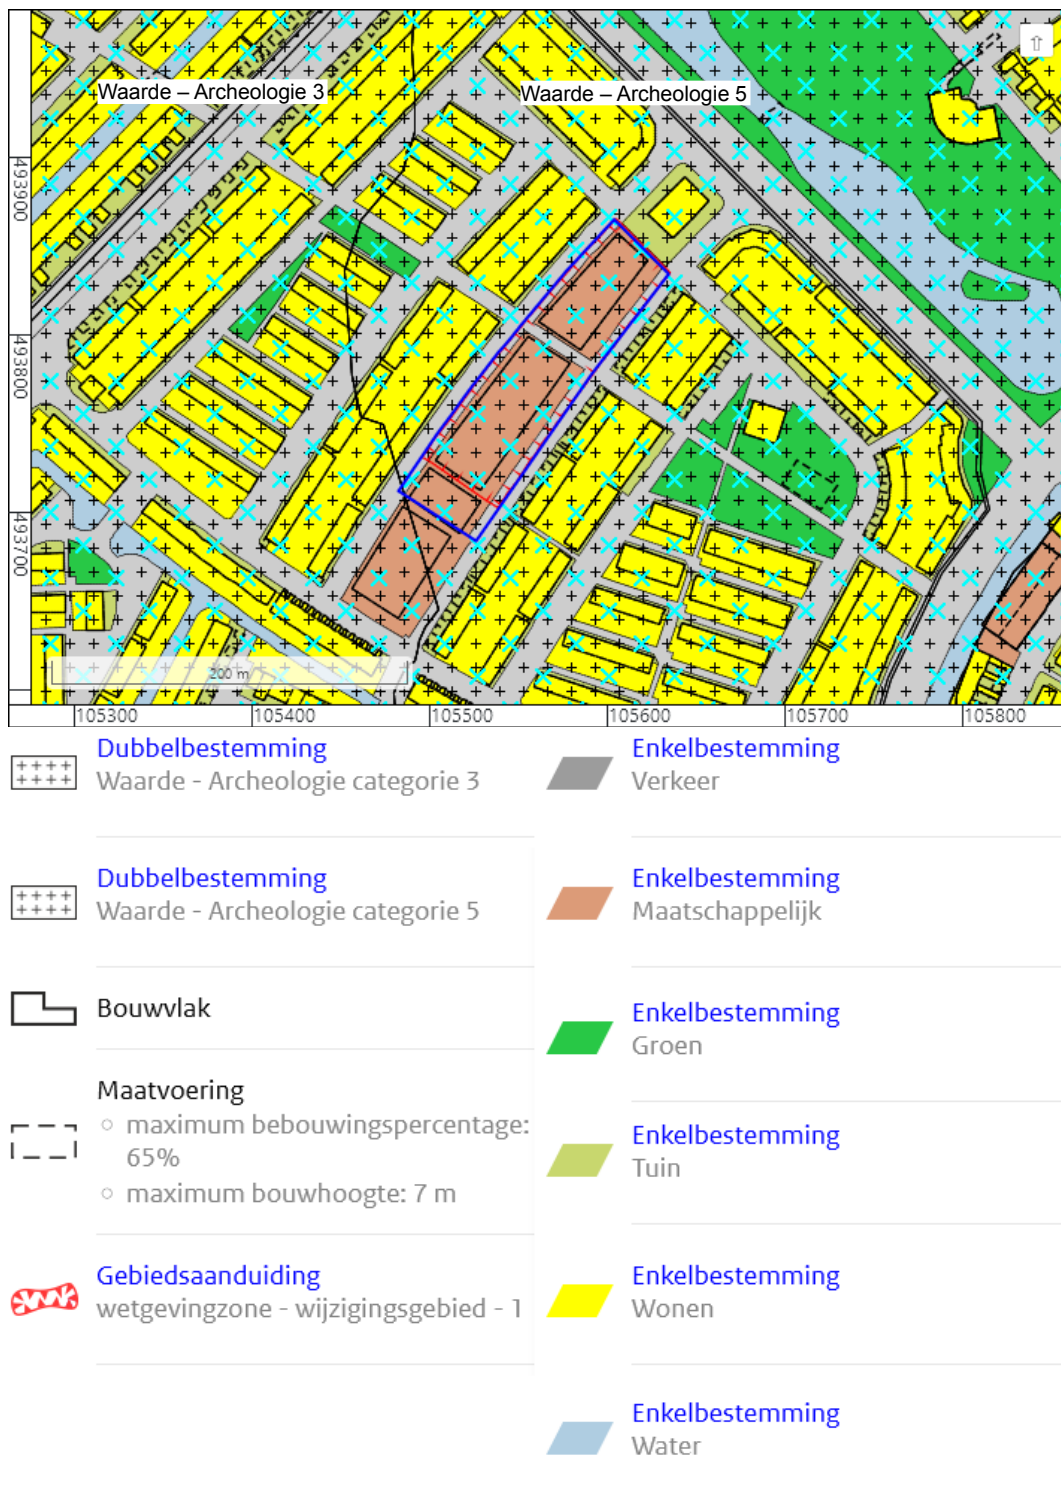 Waarde – Archeologie 3
Waarde – Archeologie 5
⇧
493900
493800
493700
200 m
105300
105400
105500
105600
105700
105800
Dubbelbestemming
Waarde - Archeologie categorie 3
Dubbelbestemming
Waarde - Archeologie categorie 5
Bouwvlak
Maatvoering
○ maximum bebouwingspercentage:
65%
○ maximum bouwhoogte: 7 m
Gebiedsaanduiding
wetgevingzone - wijzigingsgebied - 1
Enkelbestemming
Verkeer
Enkelbestemming
Maatschappelijk
Enkelbestemming
Groen
Enkelbestemming
Tuin
Enkelbestemming
Wonen
Enkelbestemming
Water